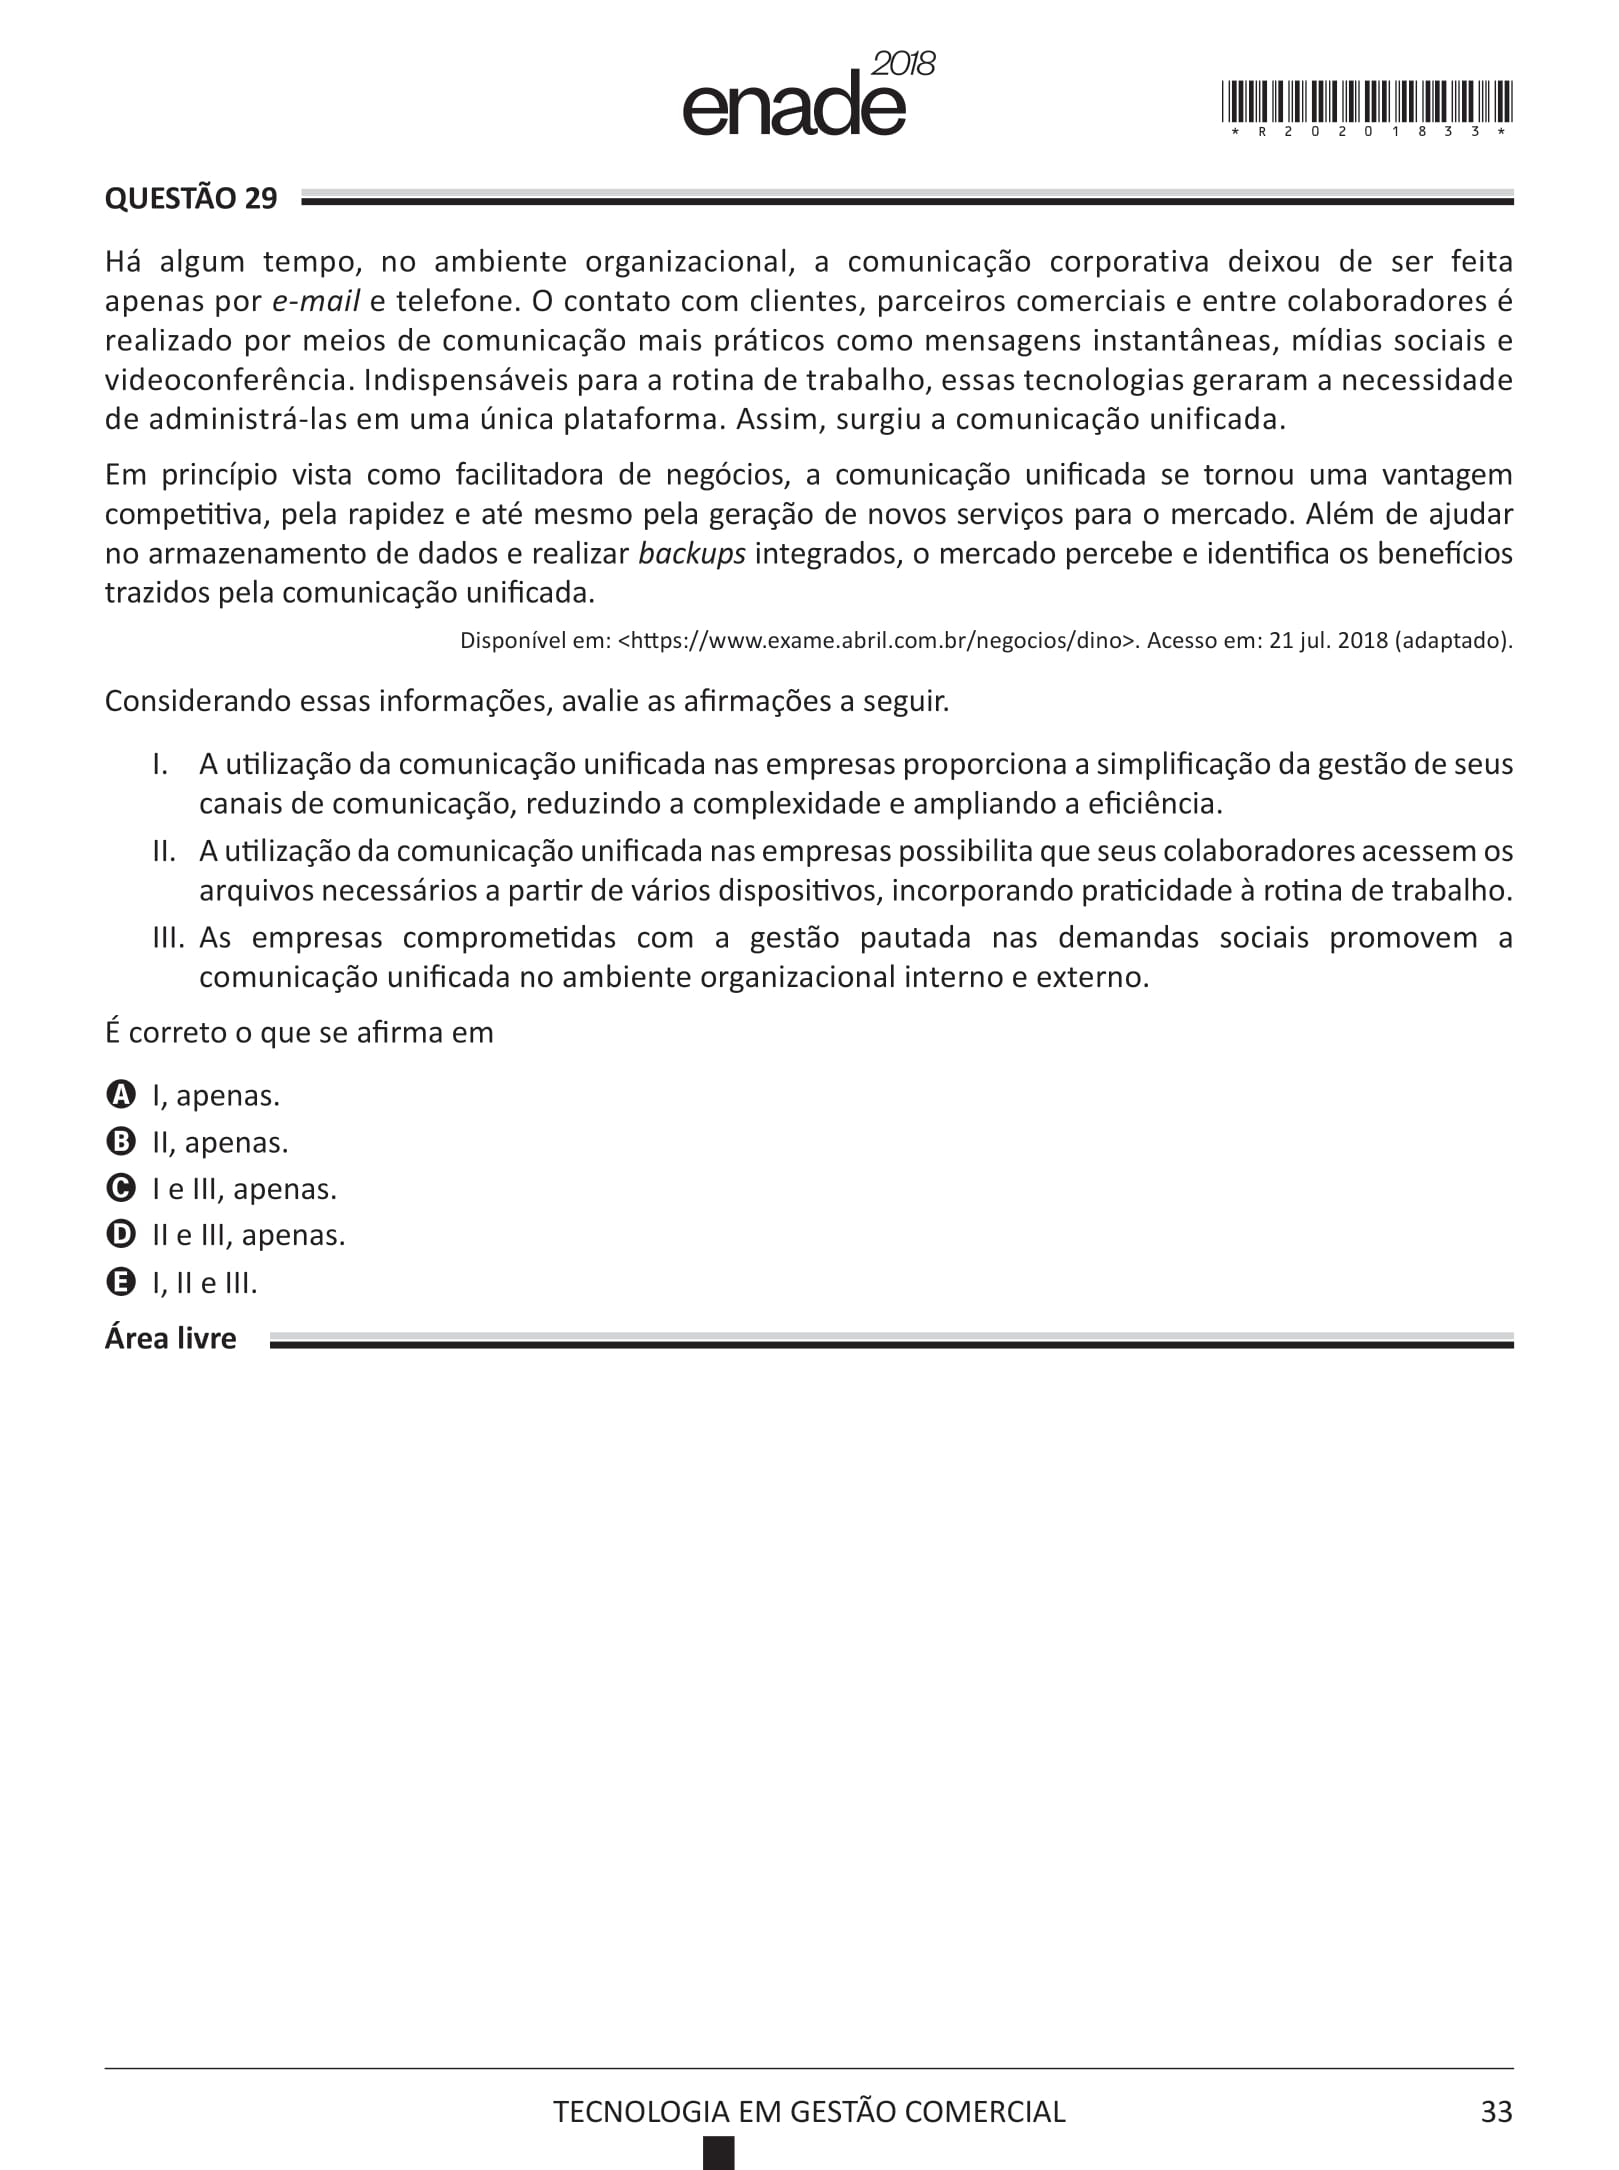 enade 2018
* R 2 0 2 0 1 8 3 3 *
QUESTÃO 29
Há algum tempo, no ambiente organizacional, a comunicação corporativa deixou de ser feita
apenas por e-mail e telefone. O contato com clientes, parceiros comerciais e entre colaboradores é
realizado por meios de comunicação mais práticos como mensagens instantâneas, mídias sociais e
videoconferência. Indispensáveis para a rotina de trabalho, essas tecnologias geraram a necessidade
de administrá-las em uma única plataforma. Assim, surgiu a comunicação unificada.
Em princípio vista como facilitadora de negócios, a comunicação unificada se tornou uma vantagem
competitiva, pela rapidez e até mesmo pela geração de novos serviços para o mercado. Além de ajudar
no armazenamento de dados e realizar backups integrados, o mercado percebe e identifica os benefícios
trazidos pela comunicação unificada.
Disponível em: <https://www.exame.abril.com.br/negocios/dino>. Acesso em: 21 jul. 2018 (adaptado).
Considerando essas informações, avalie as afirmações a seguir.
I. A utilização da comunicação unificada nas empresas proporciona a simplificação da gestão de seus
canais de comunicação, reduzindo a complexidade e ampliando a eficiência.
II. A utilização da comunicação unificada nas empresas possibilita que seus colaboradores acessem os
arquivos necessários a partir de vários dispositivos, incorporando praticidade à rotina de trabalho.
III. As empresas comprometidas com a gestão pautada nas demandas sociais promovem a
comunicação unificada no ambiente organizacional interno e externo.
É correto o que se afirma em
A I, apenas.
B II, apenas.
C I e III, apenas.
D II e III, apenas.
E I, II e III.
Área livre
TECNOLOGIA EM GESTÃO COMERCIAL
33